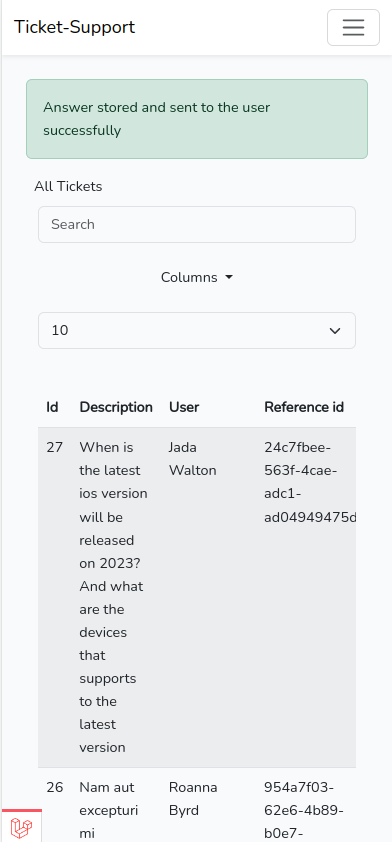 Ticket-Support
Answer stored and sent to the user
successfully
All Tickets
Search
Columns
10
Id Description User Reference id
27 When is Jada 24c7fbee-
the latest Walton 563f-4cae-
ios version adc1-
will be ad04949475d
released
on 2023?
And what
are the
devices
that
supports
to the
latest
version
26 Nam aut Roanna 954a7f03-
excepturi Byrd 62e6-4b89-
mi b0e7-